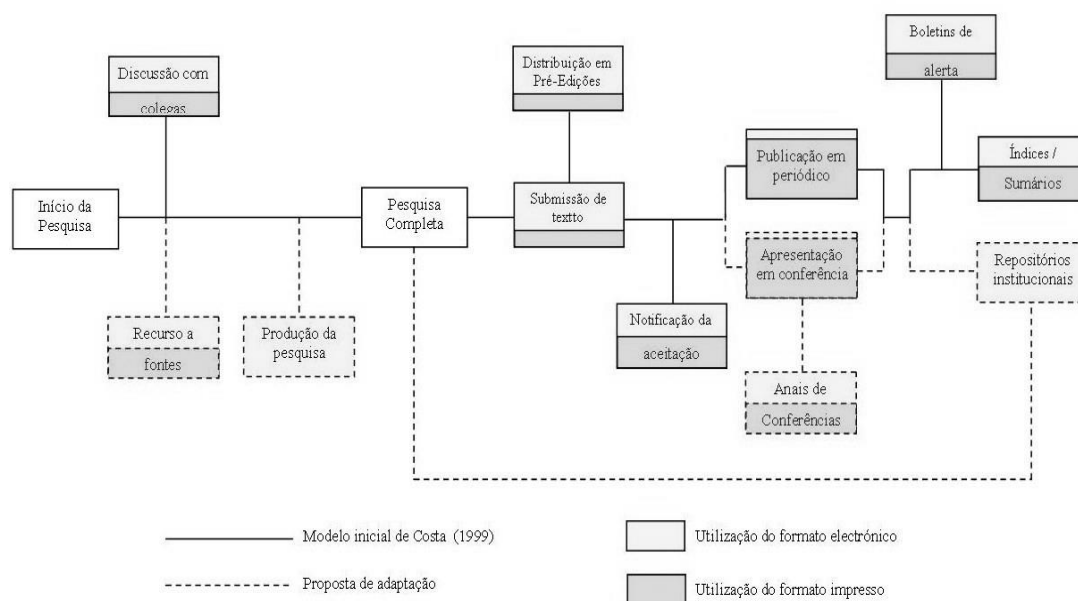 Boletins de
alerta
Discussão com
colegas
Distribuição em
Pré-Edições
Publicação em
periódico
Índices /
Sumários
Início da
Pesquisa
Pesquisa
Completa
Submissão de
textto
Apresentação
em conferência
Repositórios
institucionais
Recurso a
fontes
Produção da
pesquisa
Notificação da
aceitação
Anais de
Conferências
Modelo inicial de Costa (1999)
Utilização do formato electrónico
Proposta de adaptação
Utilização do formato impresso